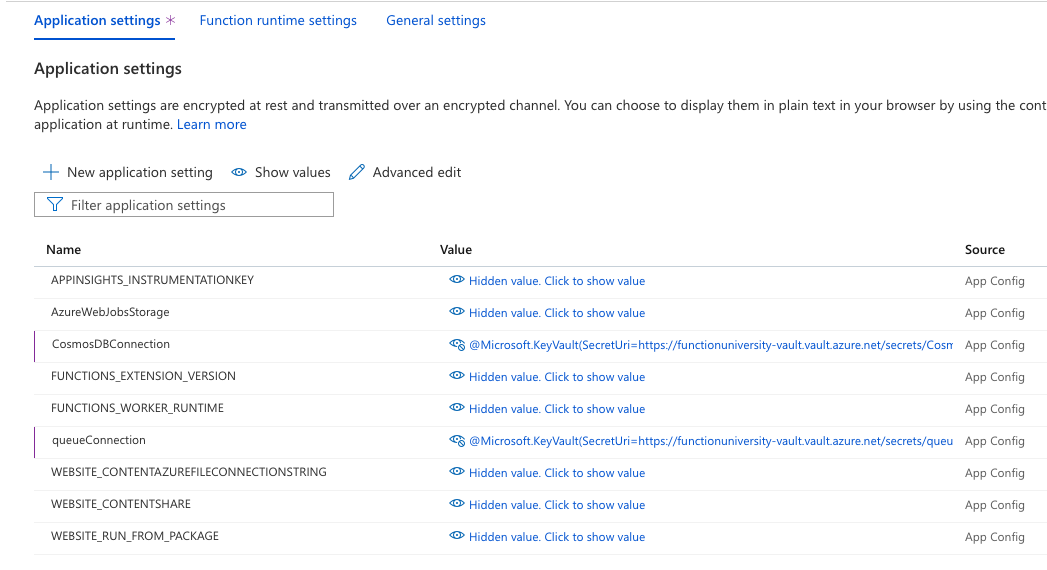 Application settings * Function runtime settings General settings
Application settings
Application settings are encrypted at rest and transmitted over an encrypted channel. You can choose to display them in plain text in your browser by using the cont
application at runtime. Learn more
New application setting Show values Advanced edit
Filter application settings
Name Value Source
APPINSIGHTS_INSTRUMENTATIONKEY Hidden value. Click to show value App Config
AzureWebJobsStorage Hidden value. Click to show value App Config
CosmosDBConnection @Microsoft.KeyVault(SecretUri=https://functionuniversity-vault.vault.azure.net/secrets/Cosm App Config
FUNCTIONS_EXTENSION_VERSION Hidden value. Click to show value App Config
FUNCTIONS_WORKER_RUNTIME Hidden value. Click to show value App Config
queueConnection @Microsoft.KeyVault(SecretUri=https://functionuniversity-vault.vault.azure.net/secrets/queu App Config
WEBSITE_CONTENTAZUREFILECONNECTIONSTRING Hidden value. Click to show value App Config
WEBSITE_CONTENTSHARE Hidden value. Click to show value App Config
WEBSITE_RUN_FROM_PACKAGE Hidden value. Click to show value App Config